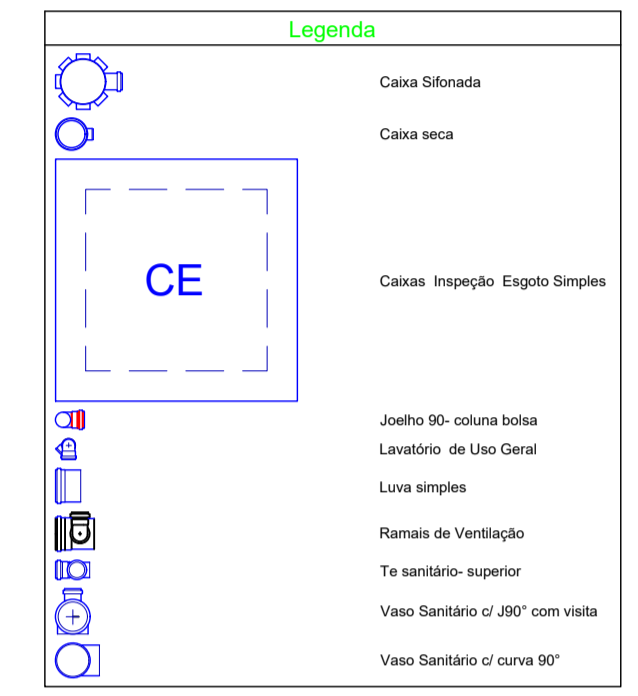 Legenda
Caixa Sifonada
Caixa seca
CE
Caixas Inspeção Esgoto Simples
Joelho 90- coluna bolsa
Lavatório de Uso Geral
Luva simples
Ramais de Ventilação
Te sanitário- superior
Vaso Sanitário c/ J90° com visita
Vaso Sanitário c/ curva 90°